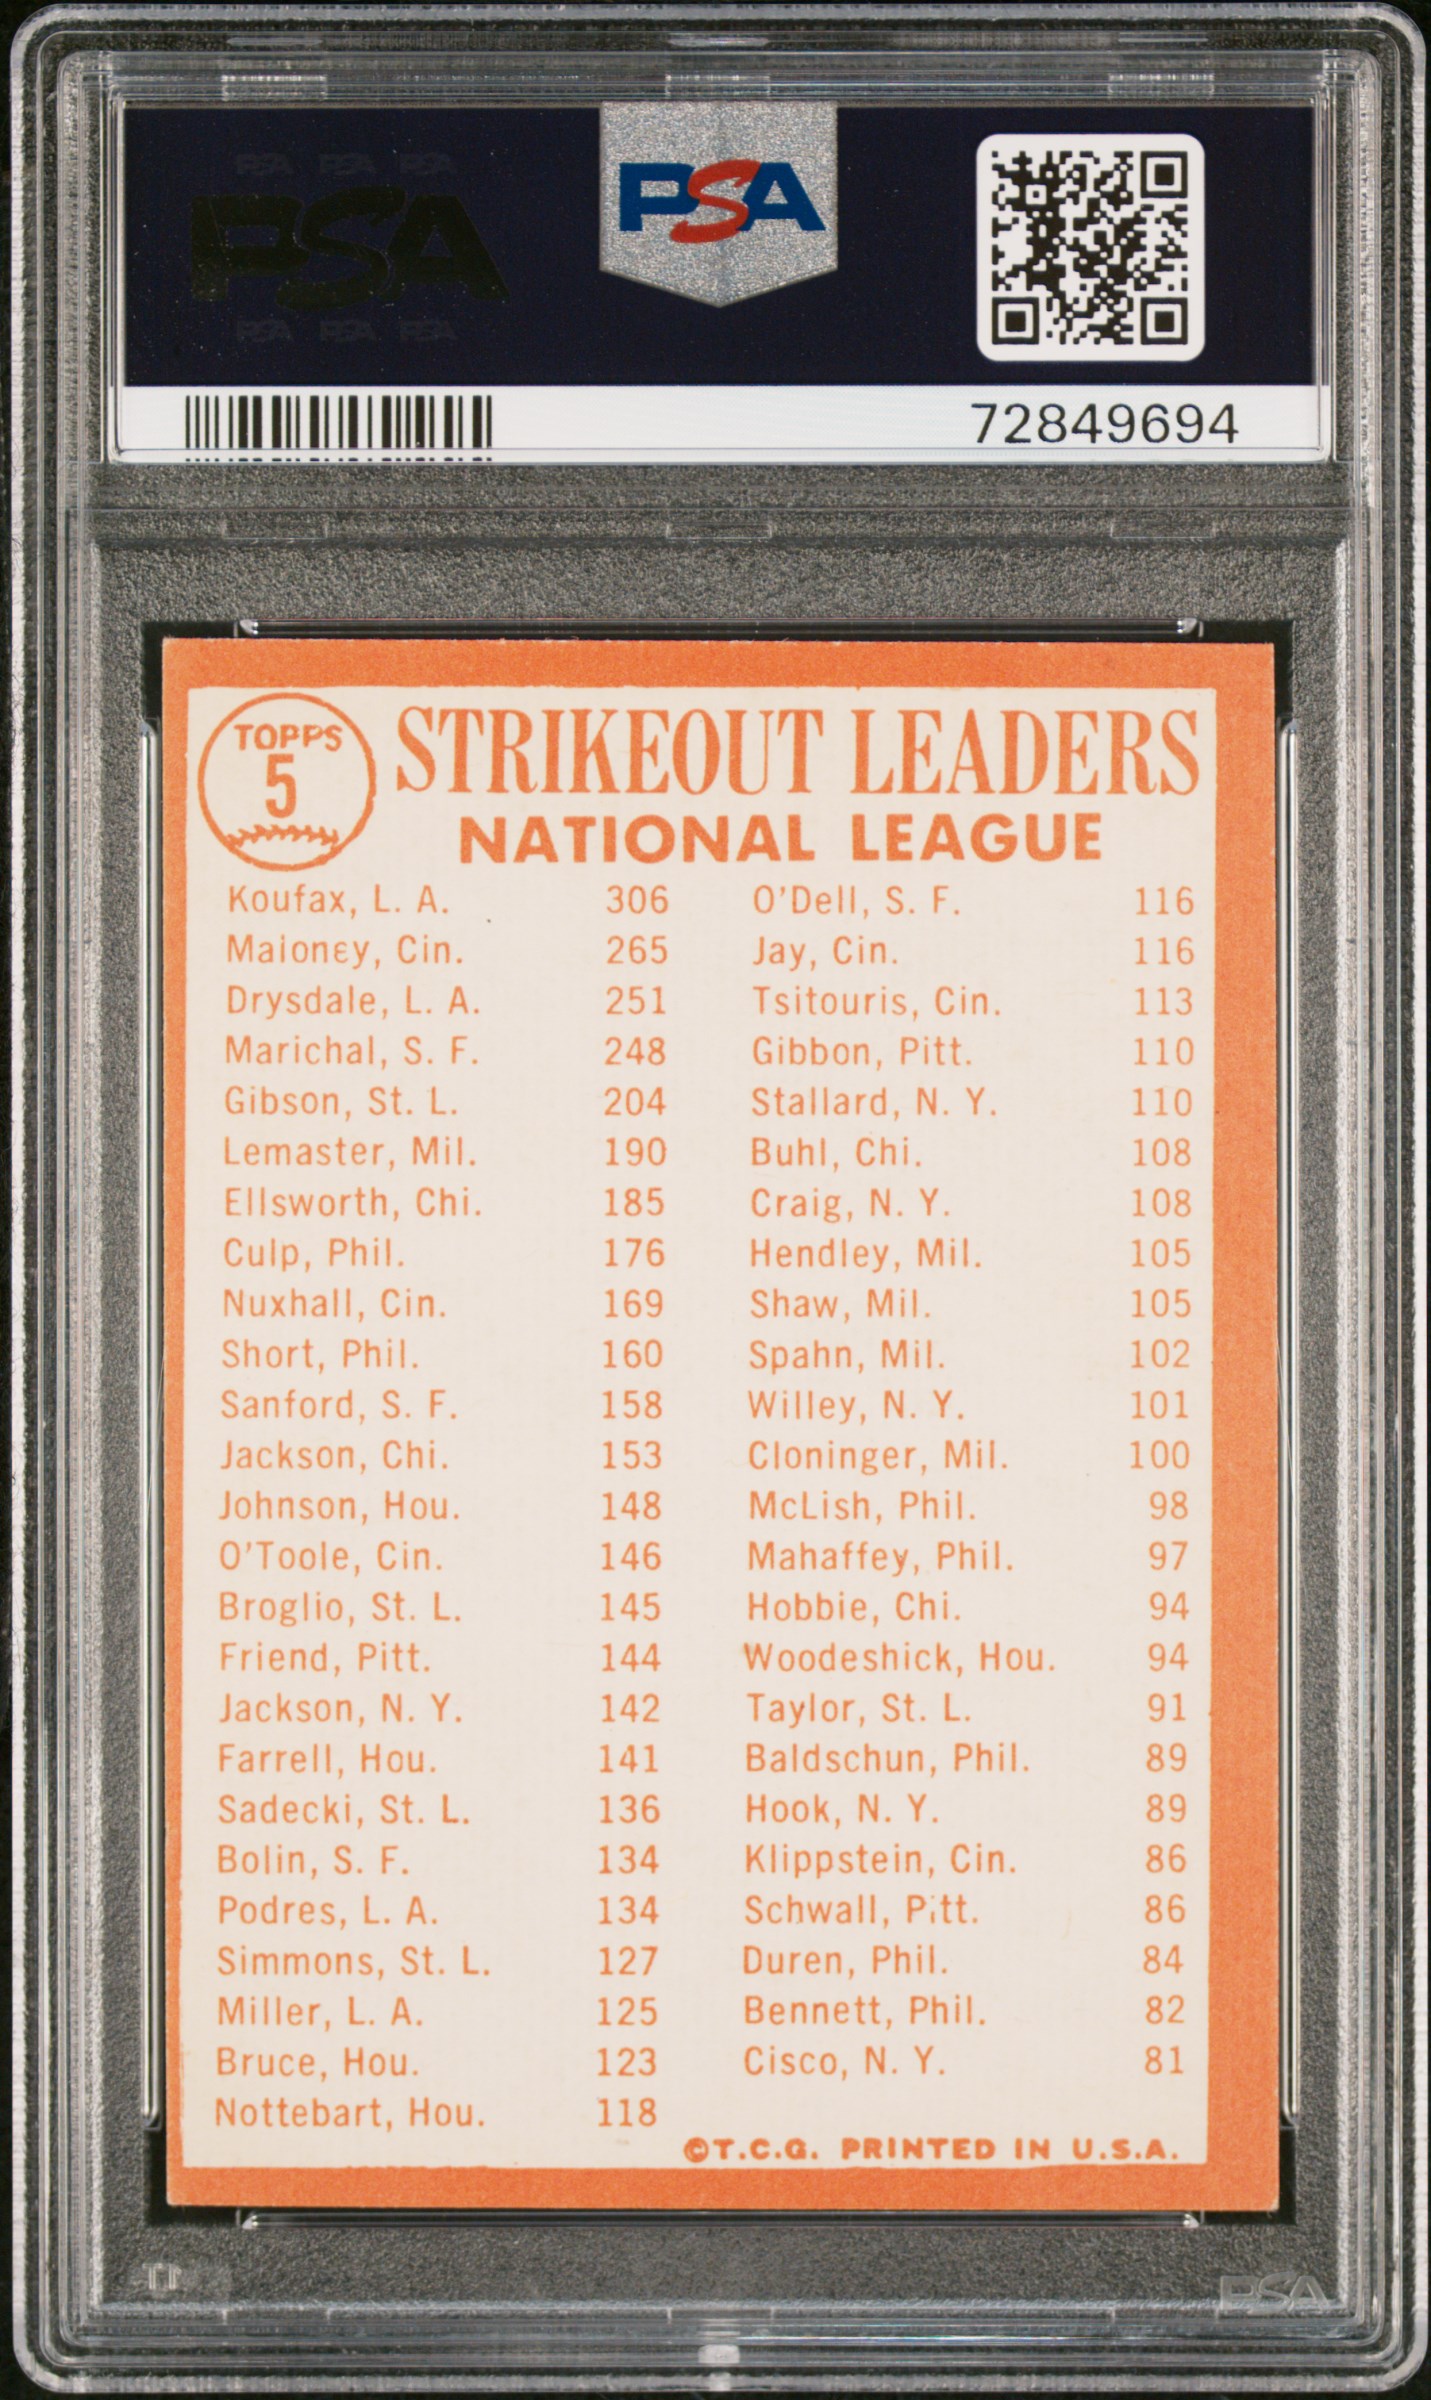 PSA PSA PSA
PSA
PSA PSA PSA
PSA
72849694
TOPPS
5
STRIKEOUT LEADERS
NATIONAL LEAGUE
Koufax, L. A. 306
Maloney, Cin. 265
Drysdale, L. A. 251
Marichal, S. F. 248
Gibson, St. L. 204
Lemaster, Mil. 190
Ellsworth, Chi. 185
Culp, Phil. 176
Nuxhall, Cin. 169
Short, Phil. 160
Sanford, S. F. 158
Jackson, Chi. 153
Johnson, Hou. 148
O'Toole, Cin. 146
Broglio, St. L. 145
Friend, Pitt. 144
Jackson, N. Y. 142
Farrell, Hou. 141
Sadecki, St. L. 136
Bolin, S. F. 134
Podres, L. A. 134
Simmons, St. L. 127
Miller, L. A. 125
Bruce, Hou. 123
Nottebart, Hou. 118
O'Dell, S. F. 116
Jay, Cin. 116
Tsitouris, Cin. 113
Gibbon, Pitt. 110
Stallard, N. Y. 110
Buhl, Chi. 108
Craig, N. Y. 108
Hendley, Mil. 105
Shaw, Mil. 105
Spahn, Mil. 102
Willey, N. Y. 101
Cloninger, Mil. 100
McLish, Phil. 98
Mahaffey, Phil. 97
Hobbie, Chi. 94
Woodeshick, Hou. 94
Taylor, St. L. 91
Baldschun, Phil. 89
Hook, N. Y. 89
Klippstein, Cin. 86
Schwall, Pitt. 86
Duren, Phil. 84
Bennett, Phil. 82
Cisco, N. Y. 81
©T.C.G. PRINTED IN U.S.A.
PSA